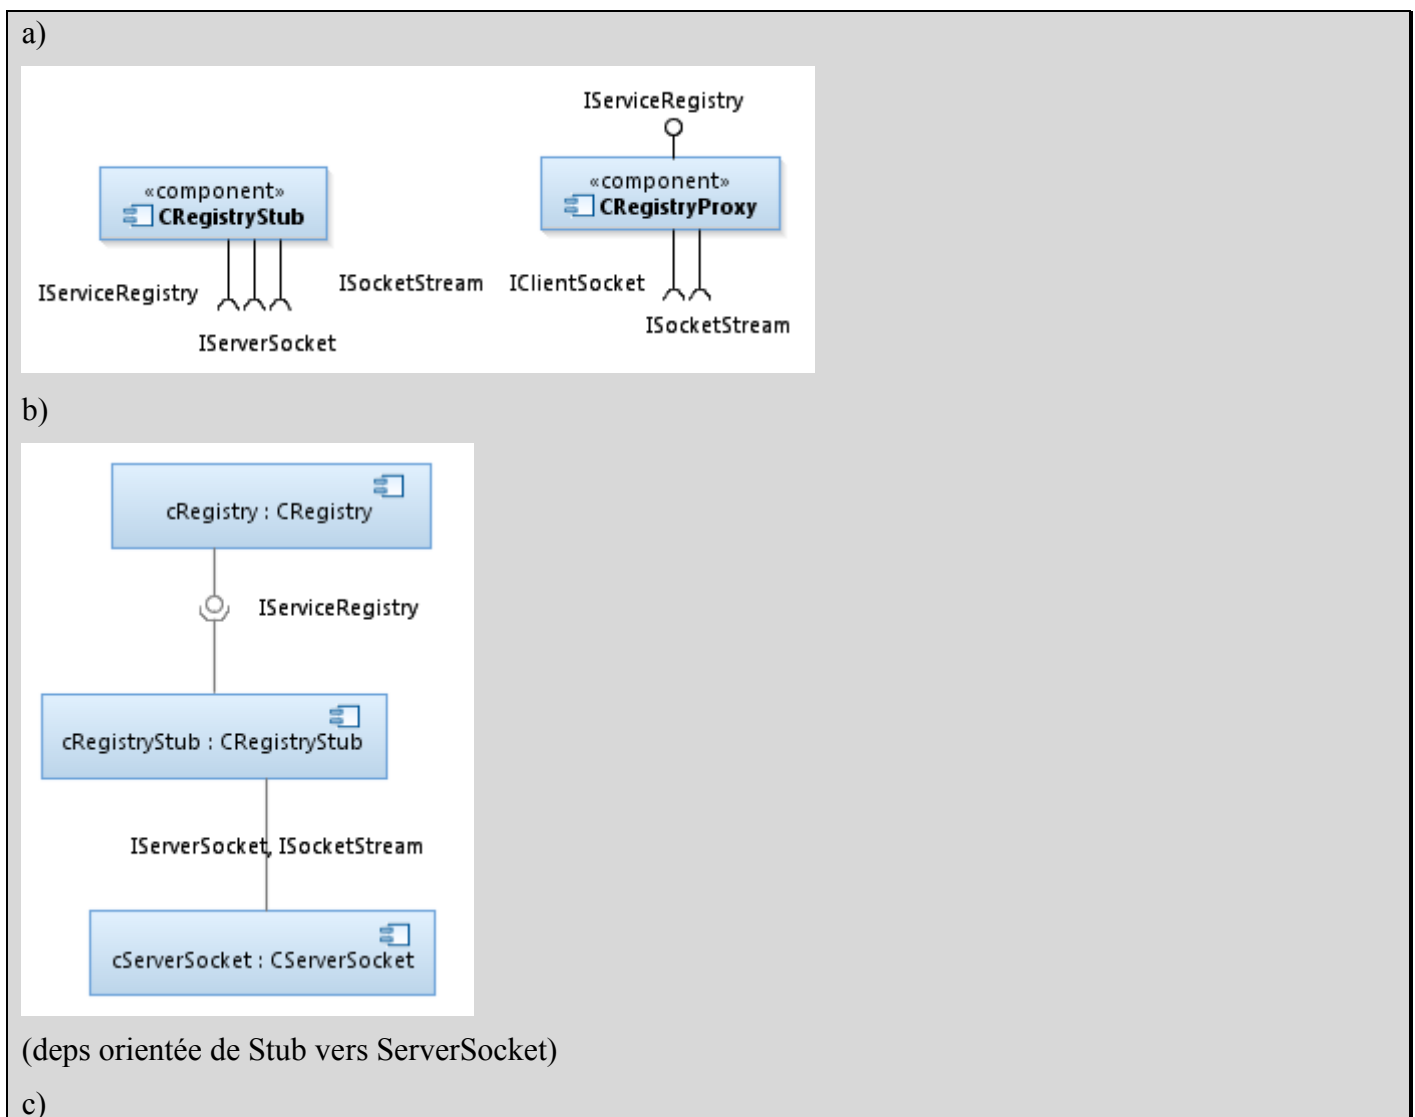 a)
IServiceRegistry
«component»
CRegistryStub
«component»
CRegistryProxy
IServiceRegistry
ISocketStream
IClientSocket
IServerSocket
ISocketStream
b)
cRegistry : CRegistry
IServiceRegistry
cRegistryStub : CRegistryStub
IServerSocket, ISocketStream
cServerSocket : CServerSocket
(deps orientée de Stub vers ServerSocket)
c)